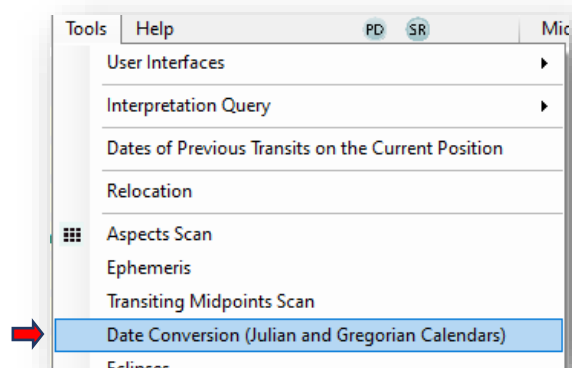 Tools Help PD SR
User Interfaces
Interpretation Query
Dates of Previous Transits on the Current Position
Relocation
Aspects Scan
Ephemeris
Transiting Midpoints Scan
Date Conversion (Julian and Gregorian Calendars)
Eclipses